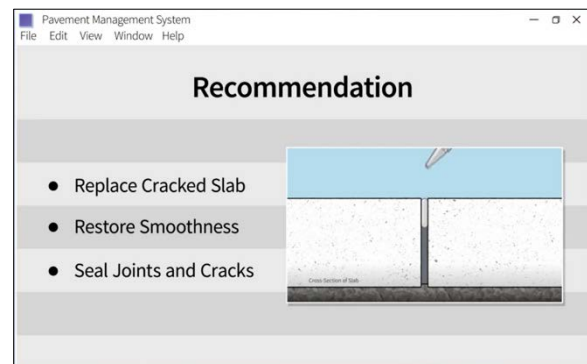 Pavement Management System
File Edit View Window Help
Recommendation
● Replace Cracked Slab
● Restore Smoothness
● Seal Joints and Cracks
Cross Section of Slab